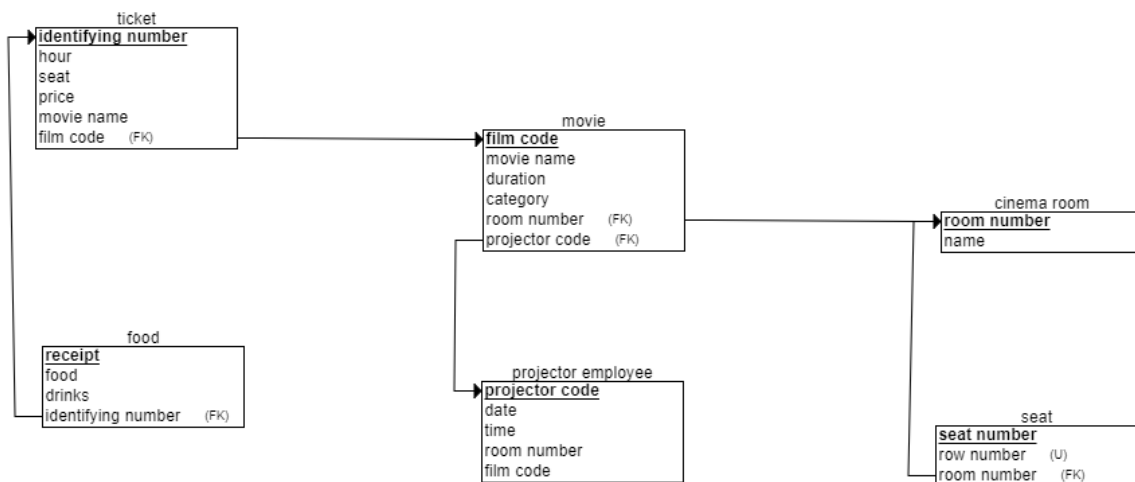 ticket
identifying number
hour
seat
price
movie name
film code (FK)
movie
film code
movie name
duration
category
room number (FK)
projector code (FK)
cinema room
room number
name
food
receipt
food
drinks
identifying number (FK)
projector employee
projector code
date
time
room number
film code
seat
seat number
row number (U)
room number (FK)